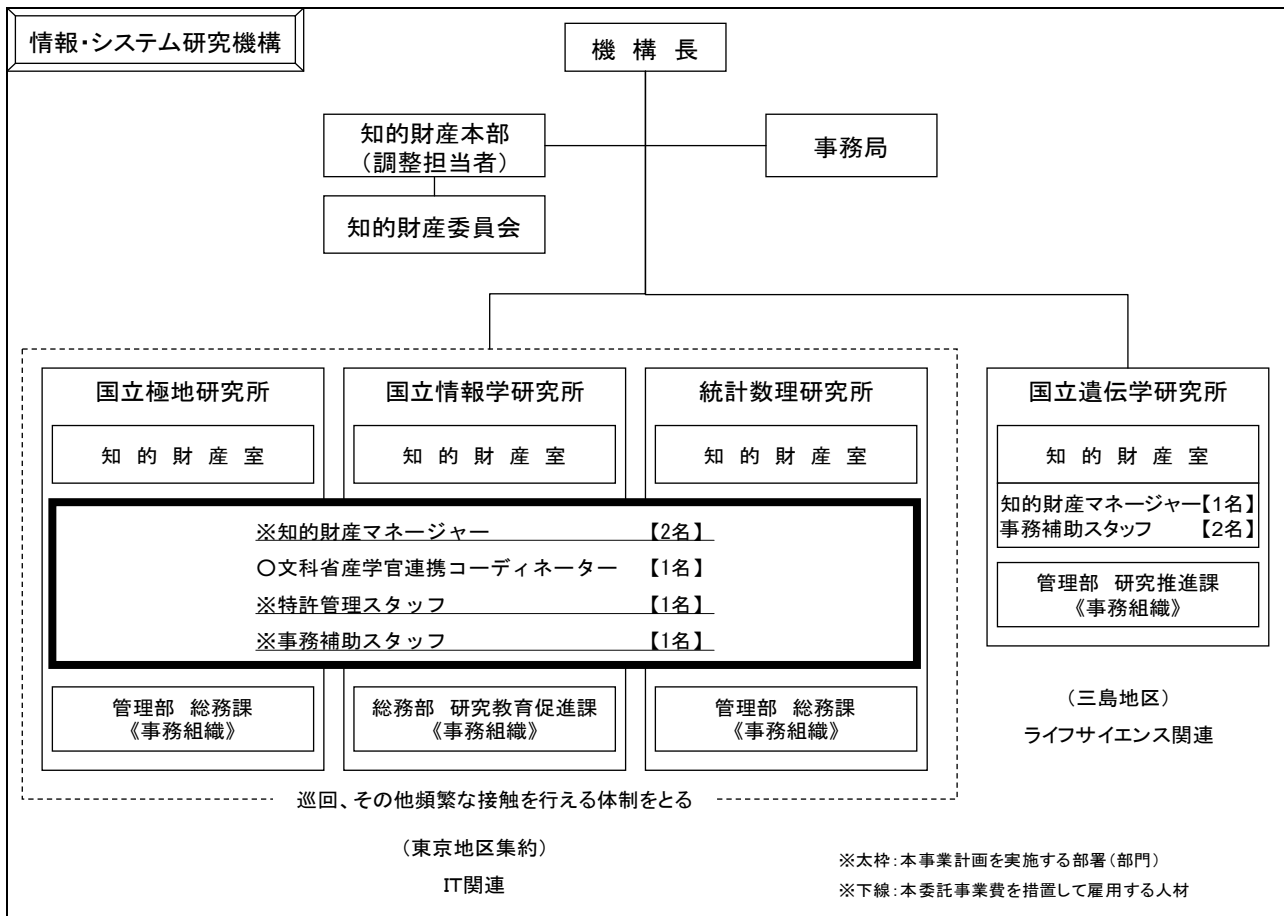 情報・システム研究機構
機 構 長
知的財産本部
（調整担当者）
事務局
知的財産委員会
国立極地研究所
知 的 財 産 室
国立情報学研究所
知 的 財 産 室
統計数理研究所
知 的 財 産 室
国立遺伝学研究所
知 的 財 産 室
知的財産マネージャー【1名】
事務補助スタッフ 【2名】
管理部 研究推進課
《事務組織》
※知的財産マネージャー 【2名】
〇文科省産学官連携コーディネーター 【1名】
※特許管理スタッフ 【1名】
※事務補助スタッフ 【1名】
管理部 総務課
《事務組織》
総務部 研究教育促進課
《事務組織》
管理部 総務課
《事務組織》
（三島地区）
ライフサイエンス関連
巡回、その他頻繁な接触を行える体制をとる
（東京地区集約）
IT関連
※太枠：本事業計画を実施する部署（部門）
※下線：本委託事業費を措置して雇用する人材